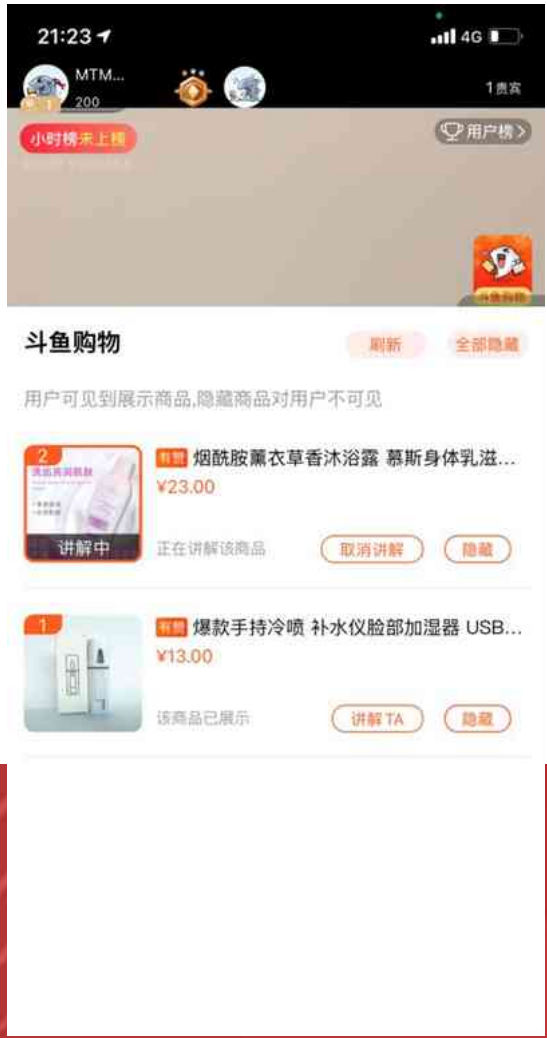 21:23
4G
MTM...
200
1贵宾
小时榜未上榜
用户榜>
斗鱼购物
斗鱼购物
刷新
全部隐藏
用户可见到展示商品,隐藏商品对用户不可见
2
有赞 烟酰胺薰衣草香沐浴露 慕斯身体乳滋...
¥23.00
讲解中
正在讲解该商品
取消讲解
隐藏
1
有赞 爆款手持冷喷 补水仪脸部加湿器 USB...
¥13.00
该商品已展示
讲解TA
隐藏